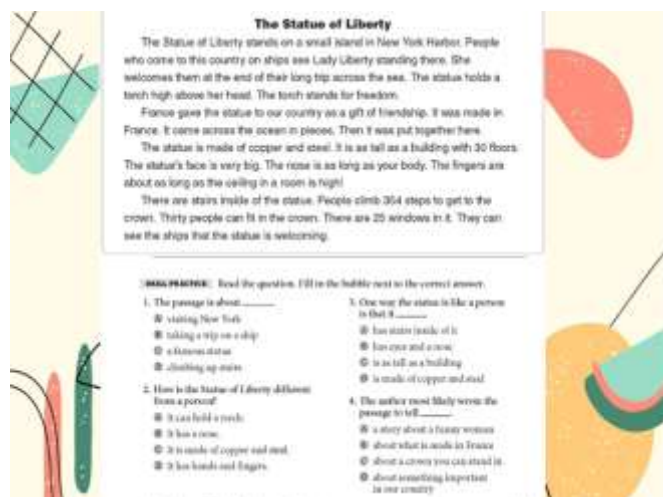 The Statue of Liberty
The Statue of Liberty stands on a small island in New York Harbor. People
who come to this country on ships see Lady Liberty standing there. She
welcomes them at the end of their long trip across the sea. The statue holds a
torch high above her head. The torch stands for freedom.
France gave the statue to our country as a gift of friendship. It was made in
France. It came across the ocean in pieces. Then it was put together here.
The statue is made of copper and steel. It is as tall as a building with 30 floors.
The statue's face is very big. The nose is as long as your body. The fingers are
about as long as the ceiling in a room is high!
There are stairs inside of the statue. People climb 354 steps to get to the
crown. Thirty people can fit in the crown. There are 25 windows in it. They can
see the ships that the statue is welcoming.
SKILL PRACTICE Read the question. Fill in the bubble next to the correct answer.
1. The passage is about ______.
A visiting New York
B taking a trip on a ship
C a famous statue
D climbing up stairs
2. How is the Statue of Liberty different
from a person?
A It can hold a torch.
B It has a nose.
C It is made of copper and steel.
D It has hands and fingers.
3. One way the statue is like a person
is that it ______.
A has stairs inside of it
B has eyes and a nose
C is as tall as a building
D is made of copper and steel
4. The author most likely wrote the
passage to tell ______.
A a story about a funny woman
B about what is made in France
C about a crown you can stand in
D about something important
in our country